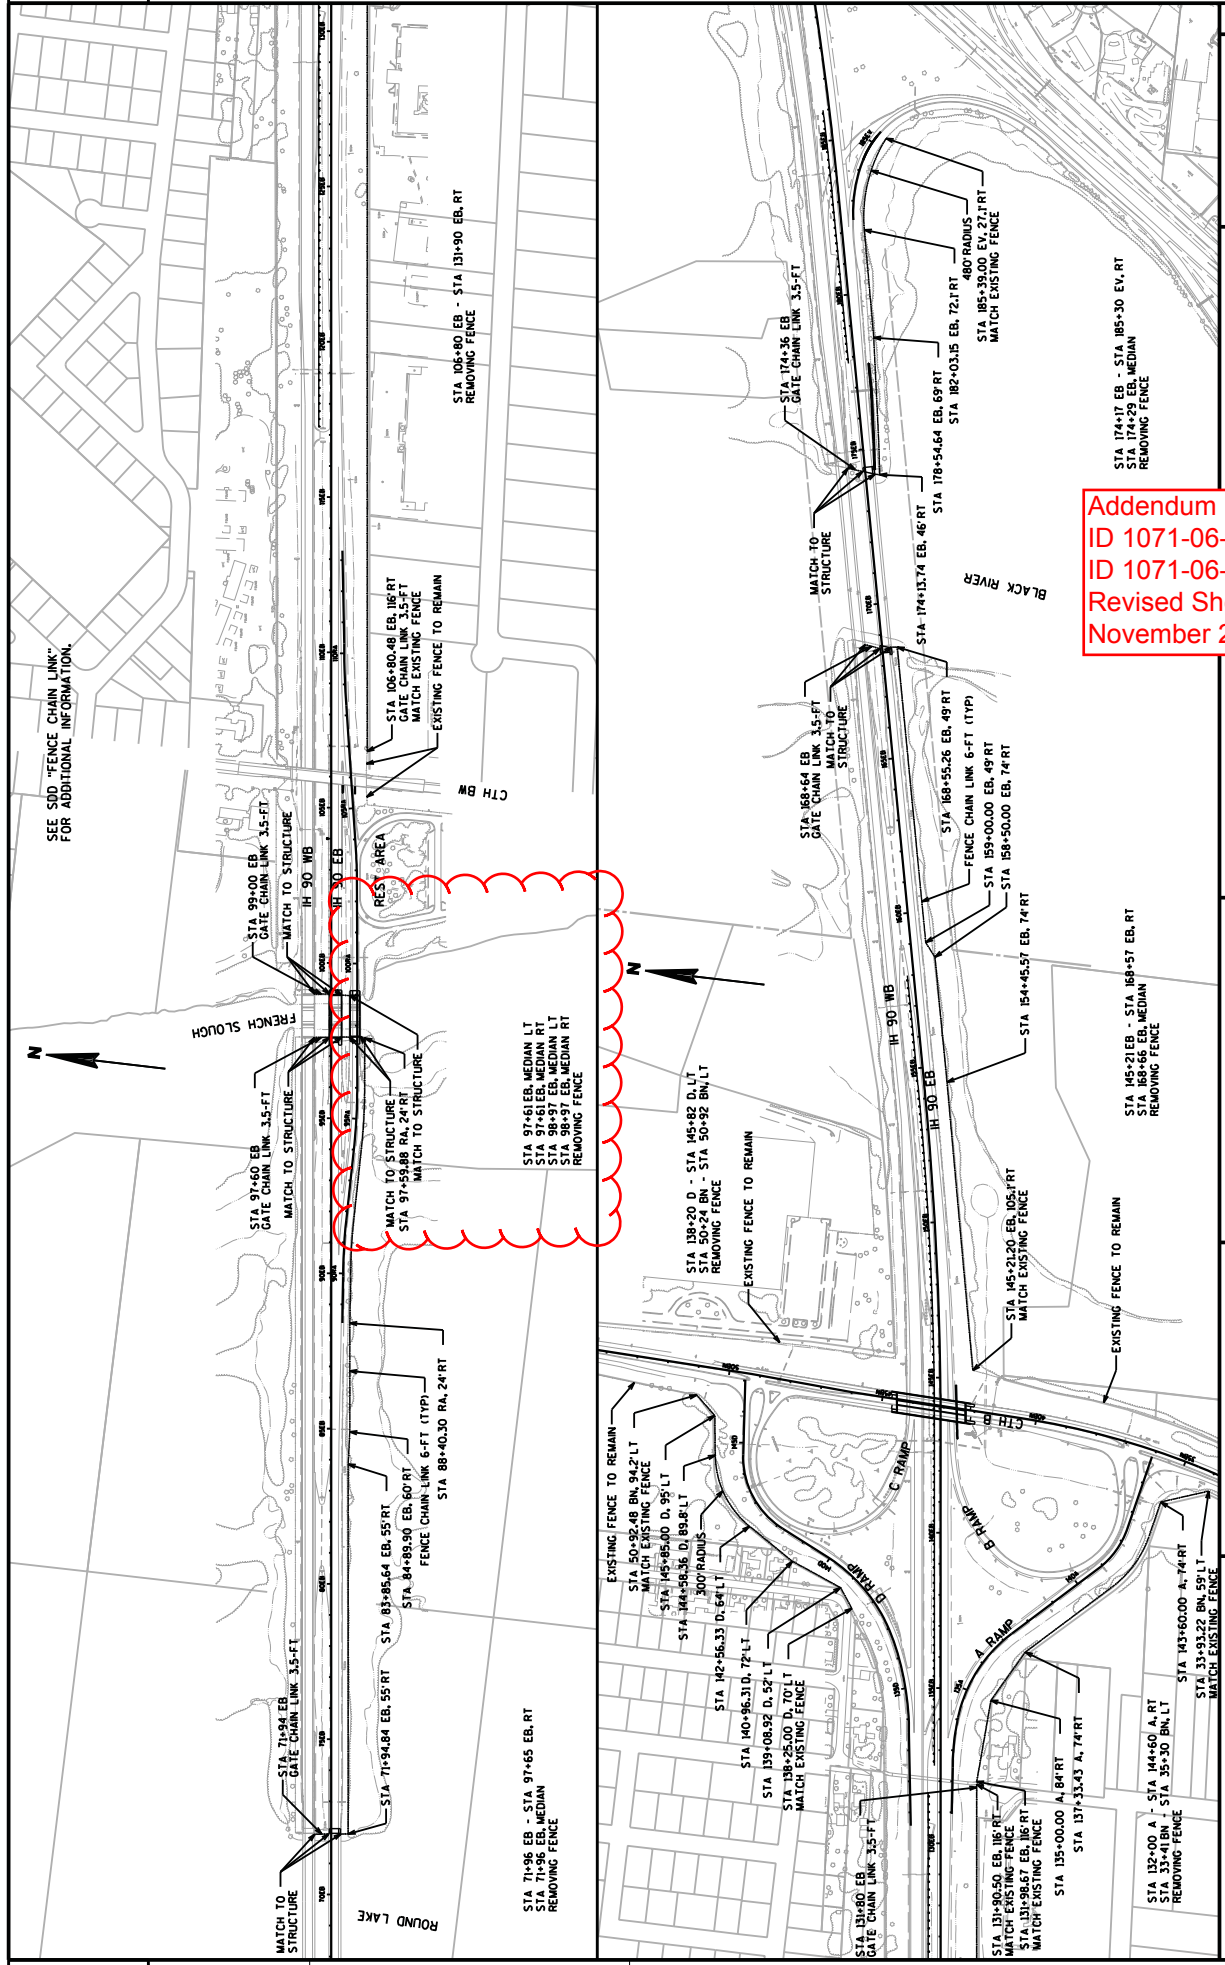 SEE SDD "FENCE CHAIN LINK"
FOR ADDITIONAL INFORMATION.
N
MATCH TO
STRUCTURE
STA 71+94 EB
GATE CHAIN LINK 3.5-FT
STA 71+94.84 EB, 55' RT
STA 83+85.64 EB, 55' RT
STA 84+89.90 EB, 60' RT
FENCE CHAIN LINK 6-FT (TYP)
STA 88+40.30 RA, 24' RT
STA 71+96 EB - STA 97+65 EB, RT
STA 71+96 EB, MEDIAN
REMOVING FENCE
ROUND LAKE
STA 97+60 EB
GATE CHAIN LINK 3.5-FT
MATCH TO STRUCTURE
FRENCH SLOUGH
STA 99+00 EB
GATE CHAIN LINK 3.5-FT
MATCH TO STRUCTURE
IH 90 WB
IH 90 EB
REST AREA
MATCH TO STRUCTURE
STA 97+59.88 RA, 24' RT
MATCH TO STRUCTURE
STA 97+61 EB, MEDIAN LT
STA 97+61 EB, MEDIAN RT
STA 98+97 EB, MEDIAN LT
STA 98+97 EB, MEDIAN RT
REMOVING FENCE
CTH BW
STA 106+80.48 EB, 116' RT
GATE CHAIN LINK 3.5-FT
MATCH EXISTING FENCE
EXISTING FENCE TO REMAIN
STA 106+80 EB - STA 131+90 EB, RT
REMOVING FENCE
N
EXISTING FENCE TO REMAIN
STA 50+92.48 BN, 94.2' LT
MATCH EXISTING FENCE
STA 145+85.00 D, 95' LT
STA 144+58.36 D, 89.8' LT
300' RADIUS
STA 142+56.33 D, 64' LT
STA 140+96.31 D, 72' LT
STA 139+08.92 D, 52' LT
STA 138+25.00 D, 70' LT
MATCH EXISTING FENCE
STA 131+80 EB
GATE CHAIN LINK 3.5-FT
D RAMP
C RAMP
B RAMP
A RAMP
CTH B
STA 131+90.50 EB, 116' RT
MATCH EXISTING FENCE
STA 131+98.67 EB, 116' RT
MATCH EXISTING FENCE
STA 135+00.00 A, 84' RT
STA 137+33.43 A, 74' RT
STA 143+60.00 A, 74' RT
STA 33+93.22 BN, 59' LT
MATCH EXISTING FENCE
STA 132+00 A - STA 144+60 A, RT
STA 33+41 BN - STA 35+30 BN, LT
REMOVING FENCE
STA 138+20 D - STA 145+82 D, LT
STA 50+24 BN - STA 50+92 BN, LT
REMOVING FENCE
EXISTING FENCE TO REMAIN
IH 90 WB
IH 90 EB
STA 145+21.20 EB, 105.1' RT
MATCH EXISTING FENCE
EXISTING FENCE TO REMAIN
STA 154+45.57 EB, 74' RT
STA 158+50.00 EB, 74' RT
STA 159+00.00 EB, 49' RT
FENCE CHAIN LINK 6-FT (TYP)
STA 168+55.26 EB, 49' RT
STA 145+21 EB - STA 168+57 EB, RT
STA 168+66 EB, MEDIAN
REMOVING FENCE
STA 168+64 EB
GATE CHAIN LINK 3.5-FT
MATCH TO
STRUCTURE
MATCH TO
STRUCTURE
STA 174+36 EB
GATE CHAIN LINK 3.5-FT
BLACK RIVER
STA 174+13.74 EB, 46' RT
STA 178+54.64 EB, 69' RT
STA 182+03.15 EB, 72.1' RT
480' RADIUS
STA 185+39.00 EV, 27.1' RT
MATCH EXISTING FENCE
STA 174+17 EB - STA 185+30 EV, RT
STA 174+29 EB, MEDIAN
REMOVING FENCE
Addendum
ID 1071-06-
ID 1071-06-
Revised Sh
November 2